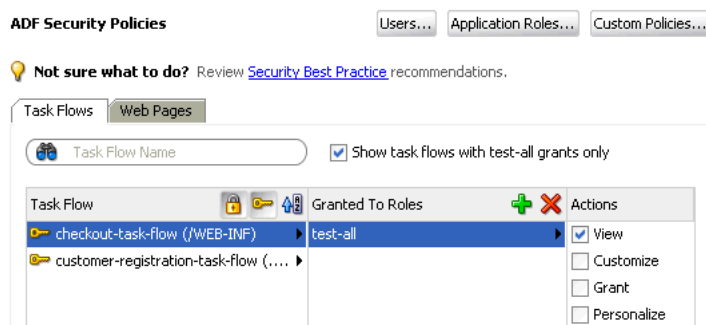 ADF Security Policies
Users... Application Roles... Custom Policies...
Not sure what to do? Review Security Best Practice recommendations.
Task Flows Web Pages
Task Flow Name Show task flows with test-all grants only
Task Flow Granted To Roles Actions
checkout-task-flow (/WEB-INF) test-all View
customer-registration-task-flow (.... Customize
Grant
Personalize